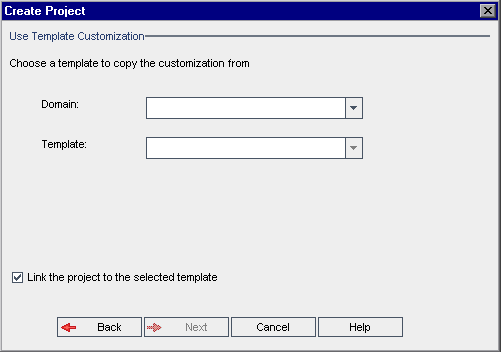 Create Project
Use Template Customization
Choose a template to copy the customization from
Domain:
Template:
Link the project to the selected template
Back Next Cancel Help